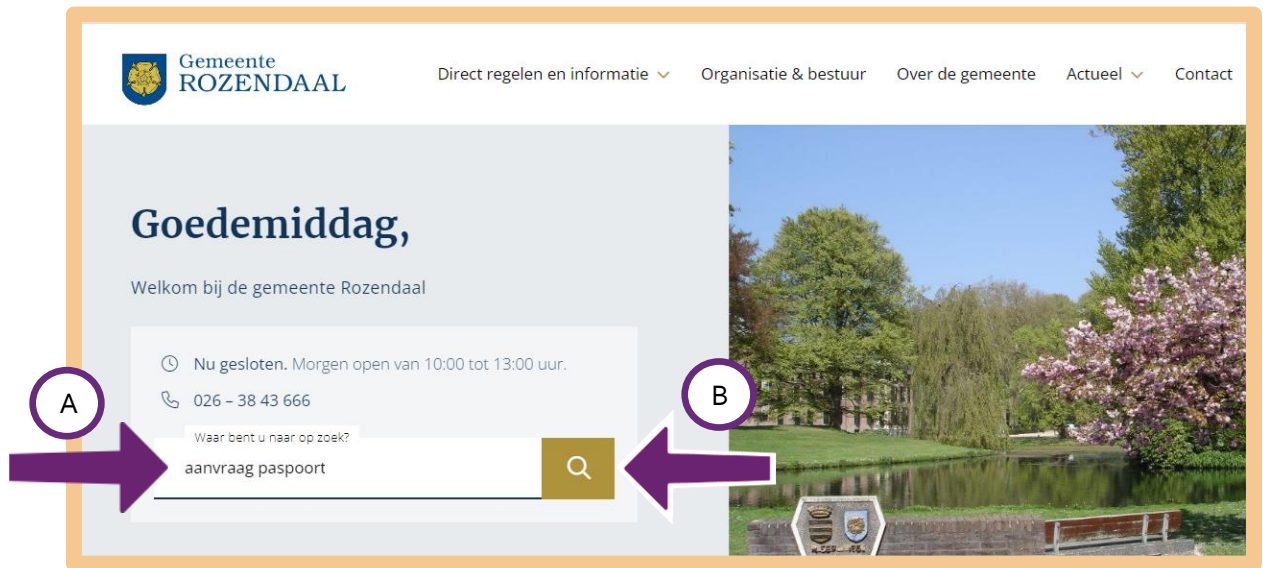 Gemeente
ROZENDAAL
Direct regelen en informatie Organisatie & bestuur Over de gemeente Actueel Contact
Goedemiddag,
Welkom bij de gemeente Rozendaal
Nu gesloten. Morgen open van 10:00 tot 13:00 uur.
A
026 – 38 43 666
B
Waar bent u naar op zoek?
aanvraag paspoort